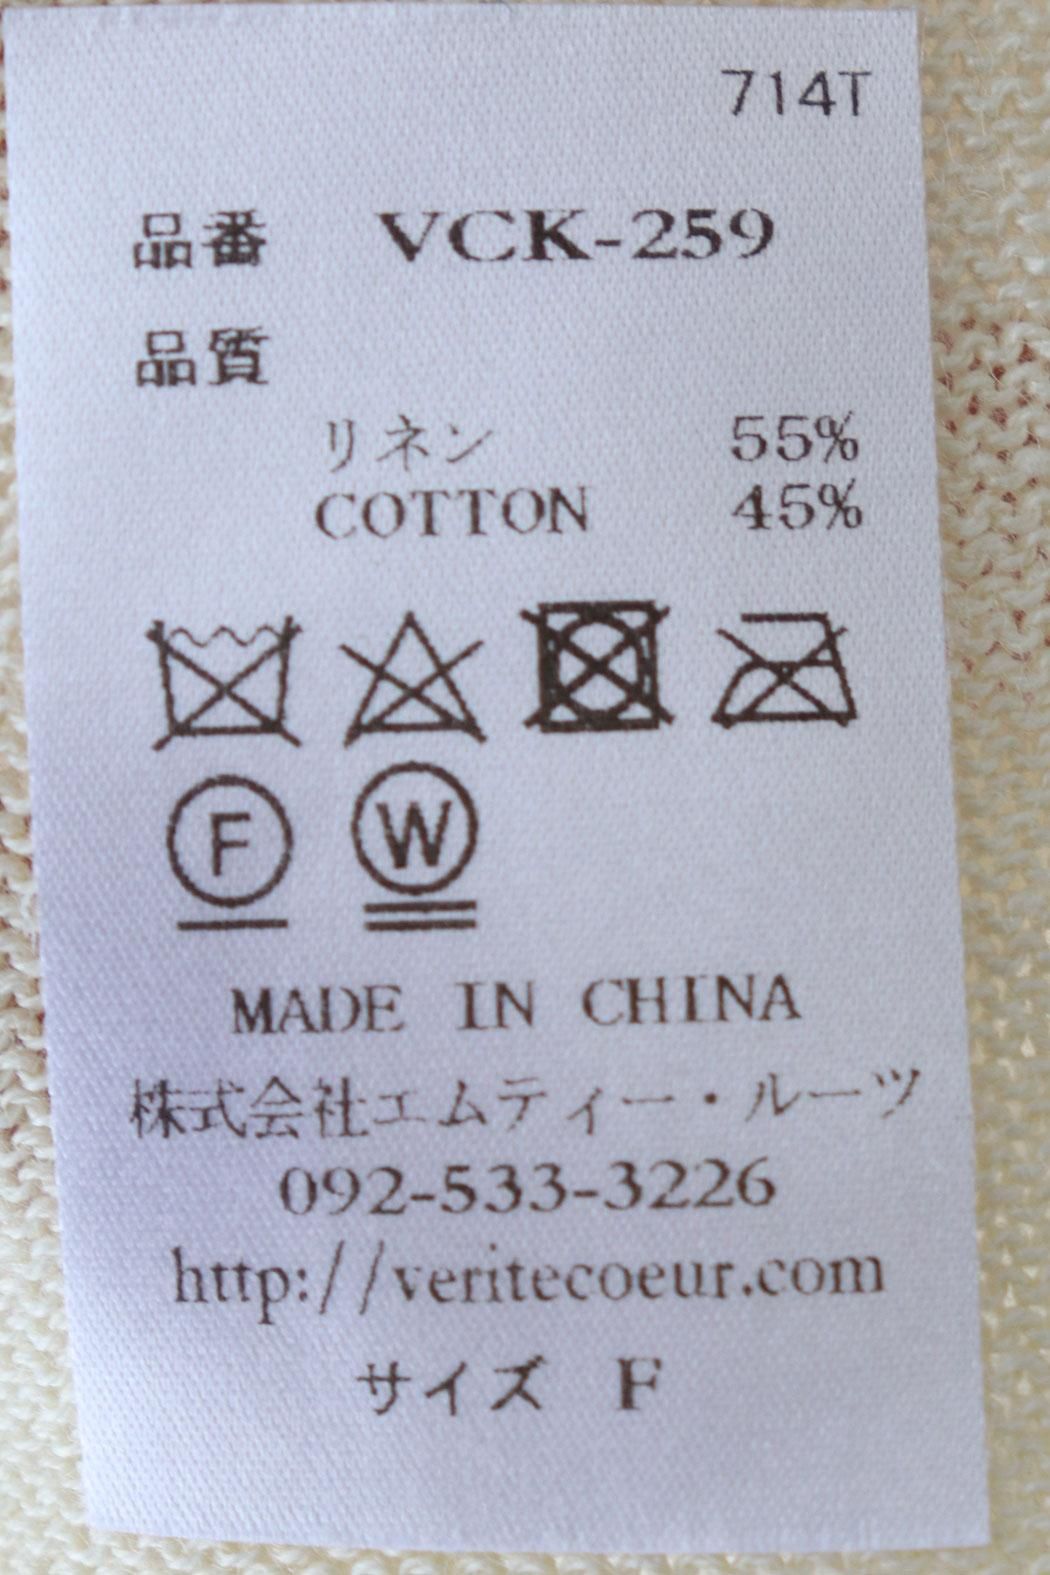 714T
品番 VCK-259
品質
リネン 55%
COTTON 45%
F W
MADE IN CHINA
株式会社エムティー・ルーツ
092-533-3226
http://veritecoeur.com
サイズ F